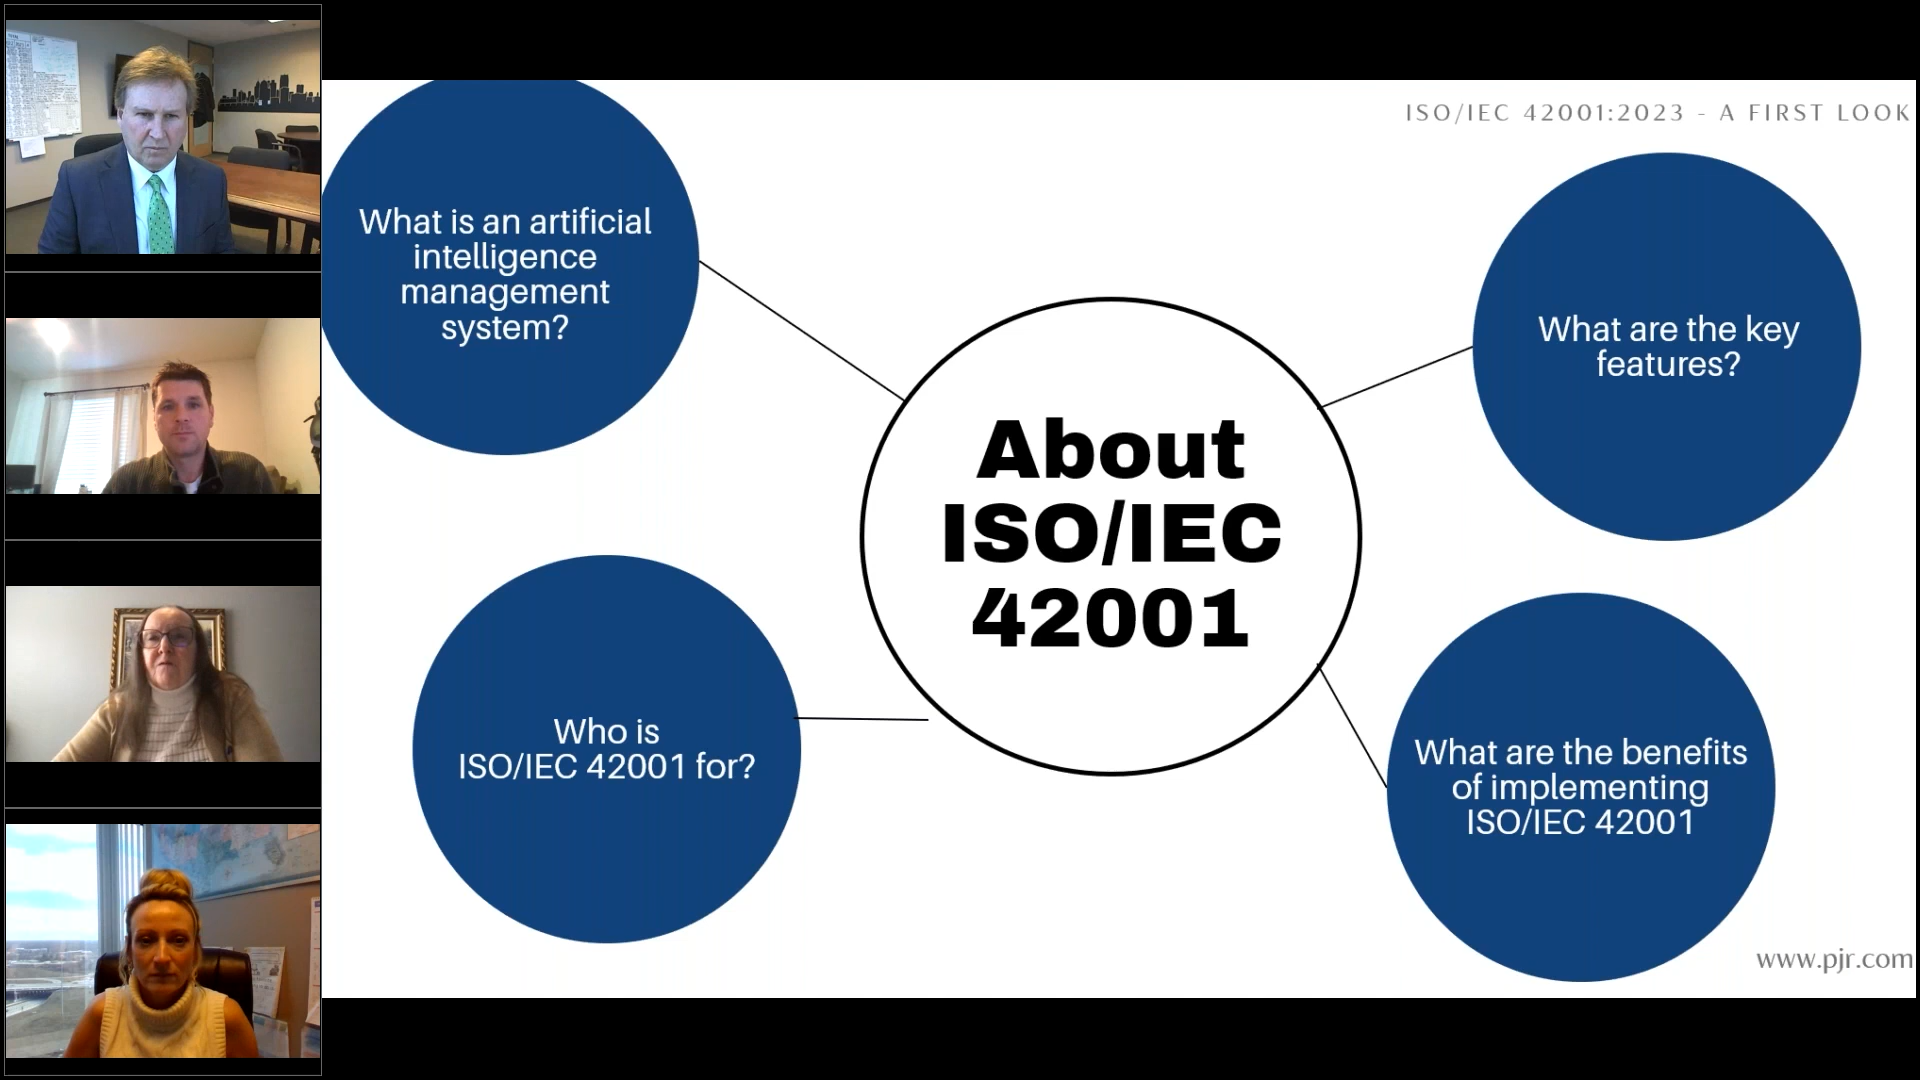 ISO/IEC 42001:2023 - A FIRST LOOK
What is an artificial
intelligence
management
system?
What are the key
features?
About
ISO/IEC
42001
Who is
ISO/IEC 42001 for?
What are the benefits
of implementing
ISO/IEC 42001
www.pjr.com